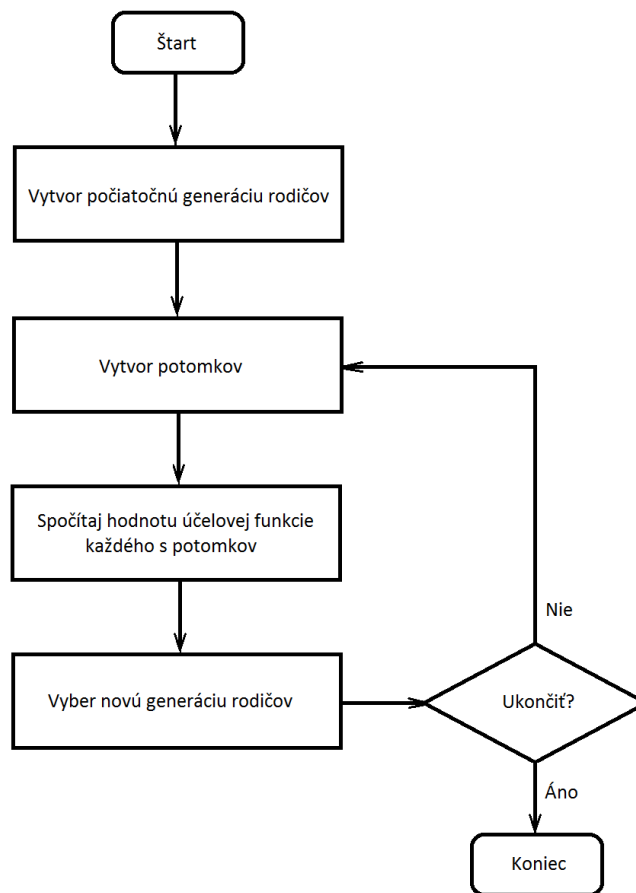 Štart
Vytvor počiatočnú generáciu rodičov
Vytvor potomkov
Spočítaj hodnotu účelovej funkcie
každého s potomkov
Vyber novú generáciu rodičov
Ukončiť?
Nie
Áno
Koniec